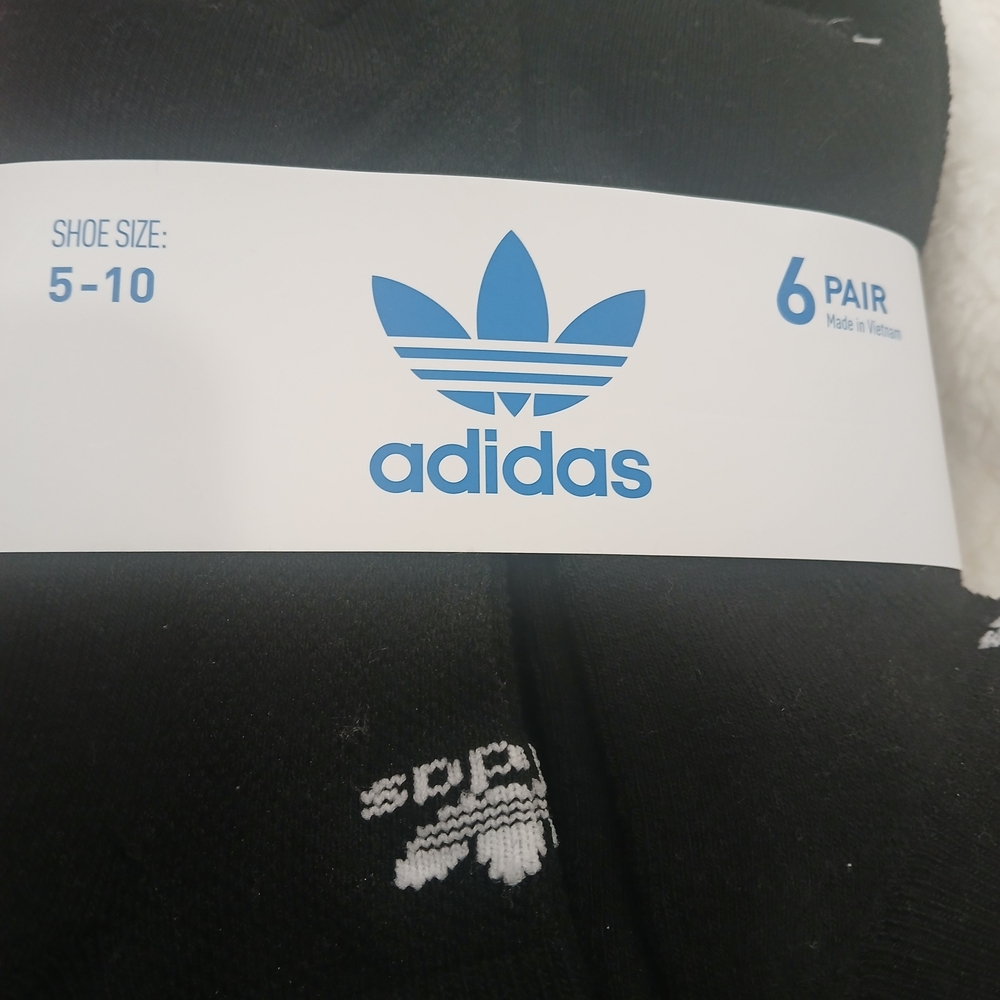 SHOE SIZE:
5-10
adidas
6 PAIR
Made in Vietnam